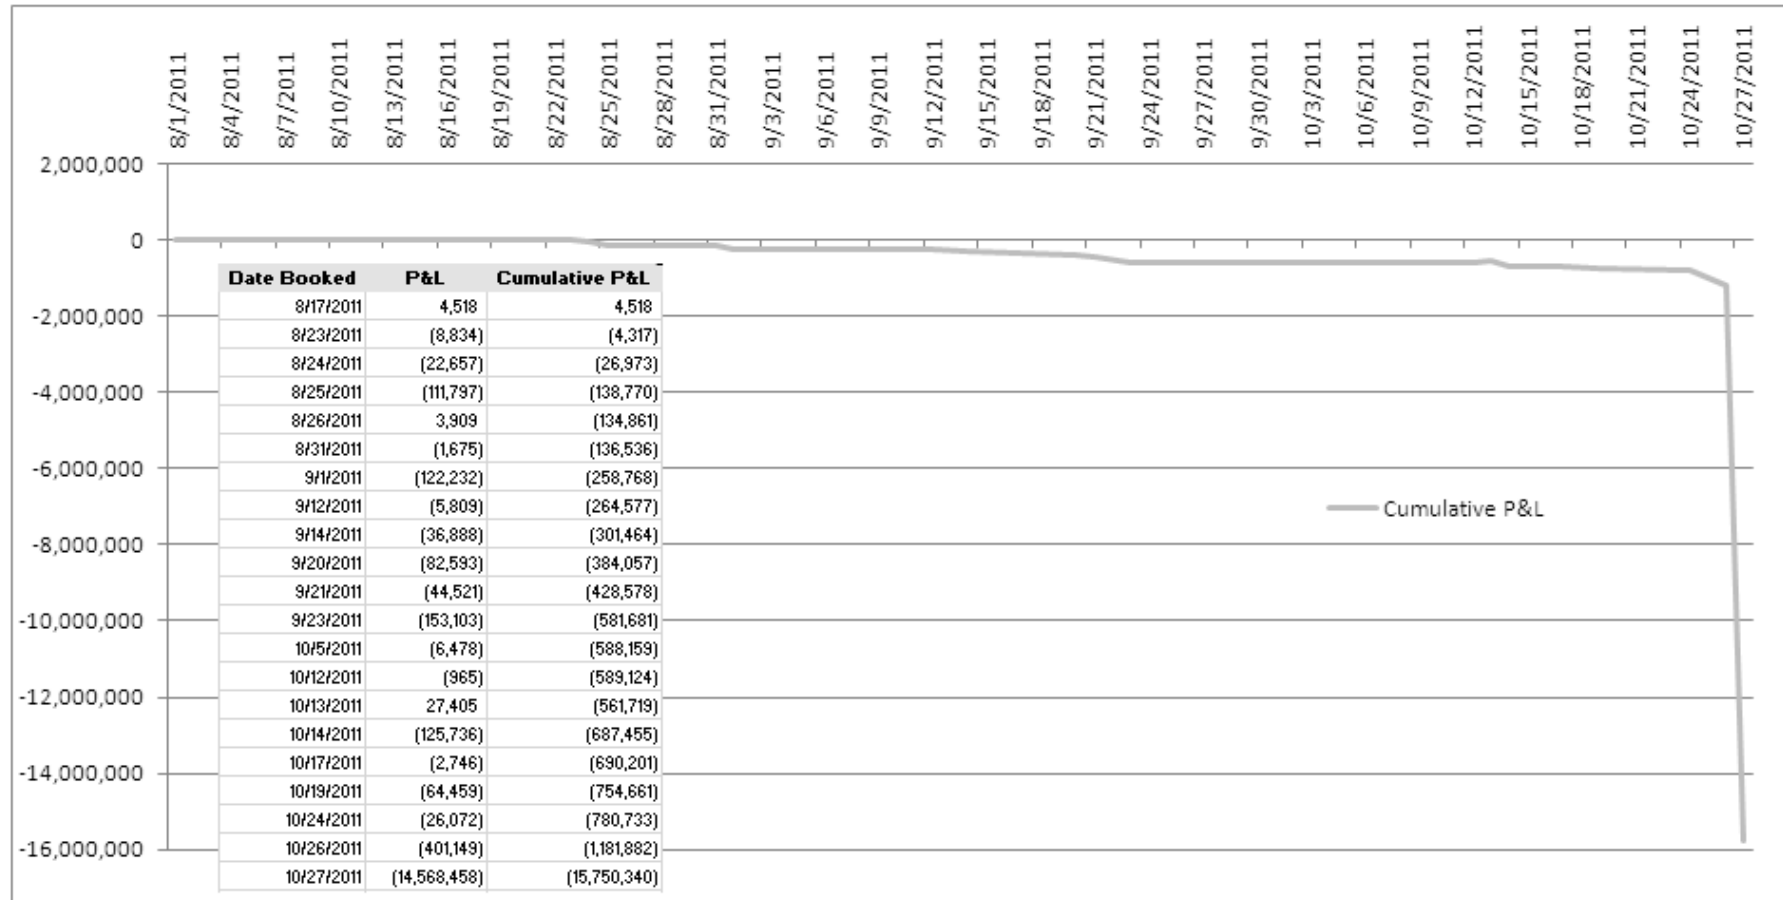 8/1/2011 8/4/2011 8/7/2011 8/10/2011 8/13/2011 8/16/2011 8/19/2011 8/22/2011 8/25/2011 8/28/2011 8/31/2011 9/3/2011 9/6/2011 9/9/2011 9/12/2011 9/15/2011 9/18/2011 9/21/2011 9/24/2011 9/27/2011 9/30/2011 10/3/2011 10/6/2011 10/9/2011 10/12/2011 10/15/2011 10/18/2011 10/21/2011 10/24/2011 10/27/2011
2,000,000
0
-2,000,000
-4,000,000
-6,000,000
-8,000,000
-10,000,000
-12,000,000
-14,000,000
-16,000,000
Date Booked P&L Cumulative P&L
8/17/2011 4,518 4,518
8/23/2011 (8,834) (4,317)
8/24/2011 (22,657) (26,973)
8/25/2011 (111,797) (138,770)
8/26/2011 3,909 (134,861)
8/31/2011 (1,675) (136,536)
9/1/2011 (122,232) (258,768)
9/12/2011 (5,809) (264,577)
9/14/2011 (36,888) (301,464)
9/20/2011 (82,593) (384,057)
9/21/2011 (44,521) (428,578)
9/23/2011 (153,103) (581,681)
10/5/2011 (6,478) (588,159)
10/12/2011 (965) (589,124)
10/13/2011 27,405 (561,719)
10/14/2011 (125,736) (687,455)
10/17/2011 (2,746) (690,201)
10/19/2011 (64,459) (754,661)
10/24/2011 (26,072) (780,733)
10/26/2011 (401,149) (1,181,882)
10/27/2011 (14,568,458) (15,750,340)
Cumulative P&L